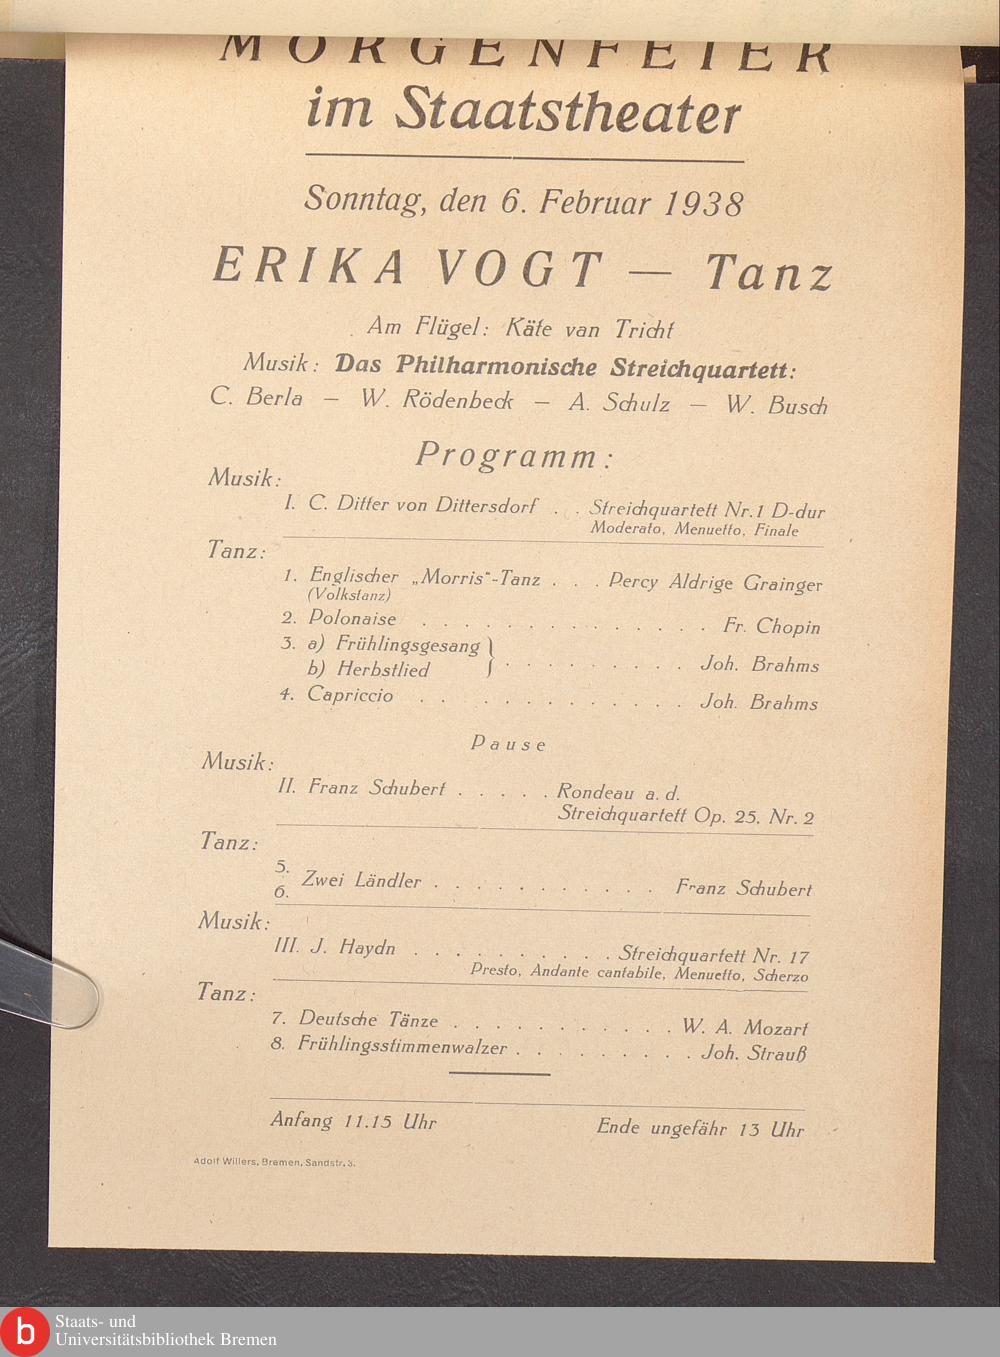 MORGENFEIER
im Staatstheater
Sonntag, den 6. Februar 1938
ERIKA VOGT — Tanz
Am Flügel: Käte van Tricht
Musik: Das Philharmonische Streichquartett:
C. Berla — W. Rödenbeck — A. Schulz — W. Busch
Programm:
Musik:
I. C. Ditter von Dittersdorf . . Streichquartett Nr. 1 D-dur
Moderato, Menuetto, Finale
Tanz:
1. Englischer „Morris“-Tanz . . . Percy Aldrige Grainger
(Volkstanz)
2. Polonaise . . . . . . . . . . . Fr. Chopin
3. a) Frühlingsgesang
b) Herbstlied } . . . . . . . . . Joh. Brahms
4. Capriccio . . . . . . . . . . Joh. Brahms
Pause
Musik:
II. Franz Schubert . . . . . Rondeau a. d.
Streichquartett Op. 25, Nr. 2
Tanz:
5.
6. Zwei Ländler . . . . . . . . . . . Franz Schubert
Musik:
III. J. Haydn . . . . . . . . . . Streichquartett Nr. 17
Presto, Andante cantabile, Menuetto, Scherzo
Tanz:
7. Deutsche Tänze . . . . . . . . . . . W. A. Mozart
8. Frühlingsstimmenwalzer . . . . . . . . . Joh. Strauß
Anfang 11.15 Uhr Ende ungefähr 13 Uhr
Adolf Willers, Bremen, Sandstr. 3.
b Staats- und
Universitätsbibliothek Bremen